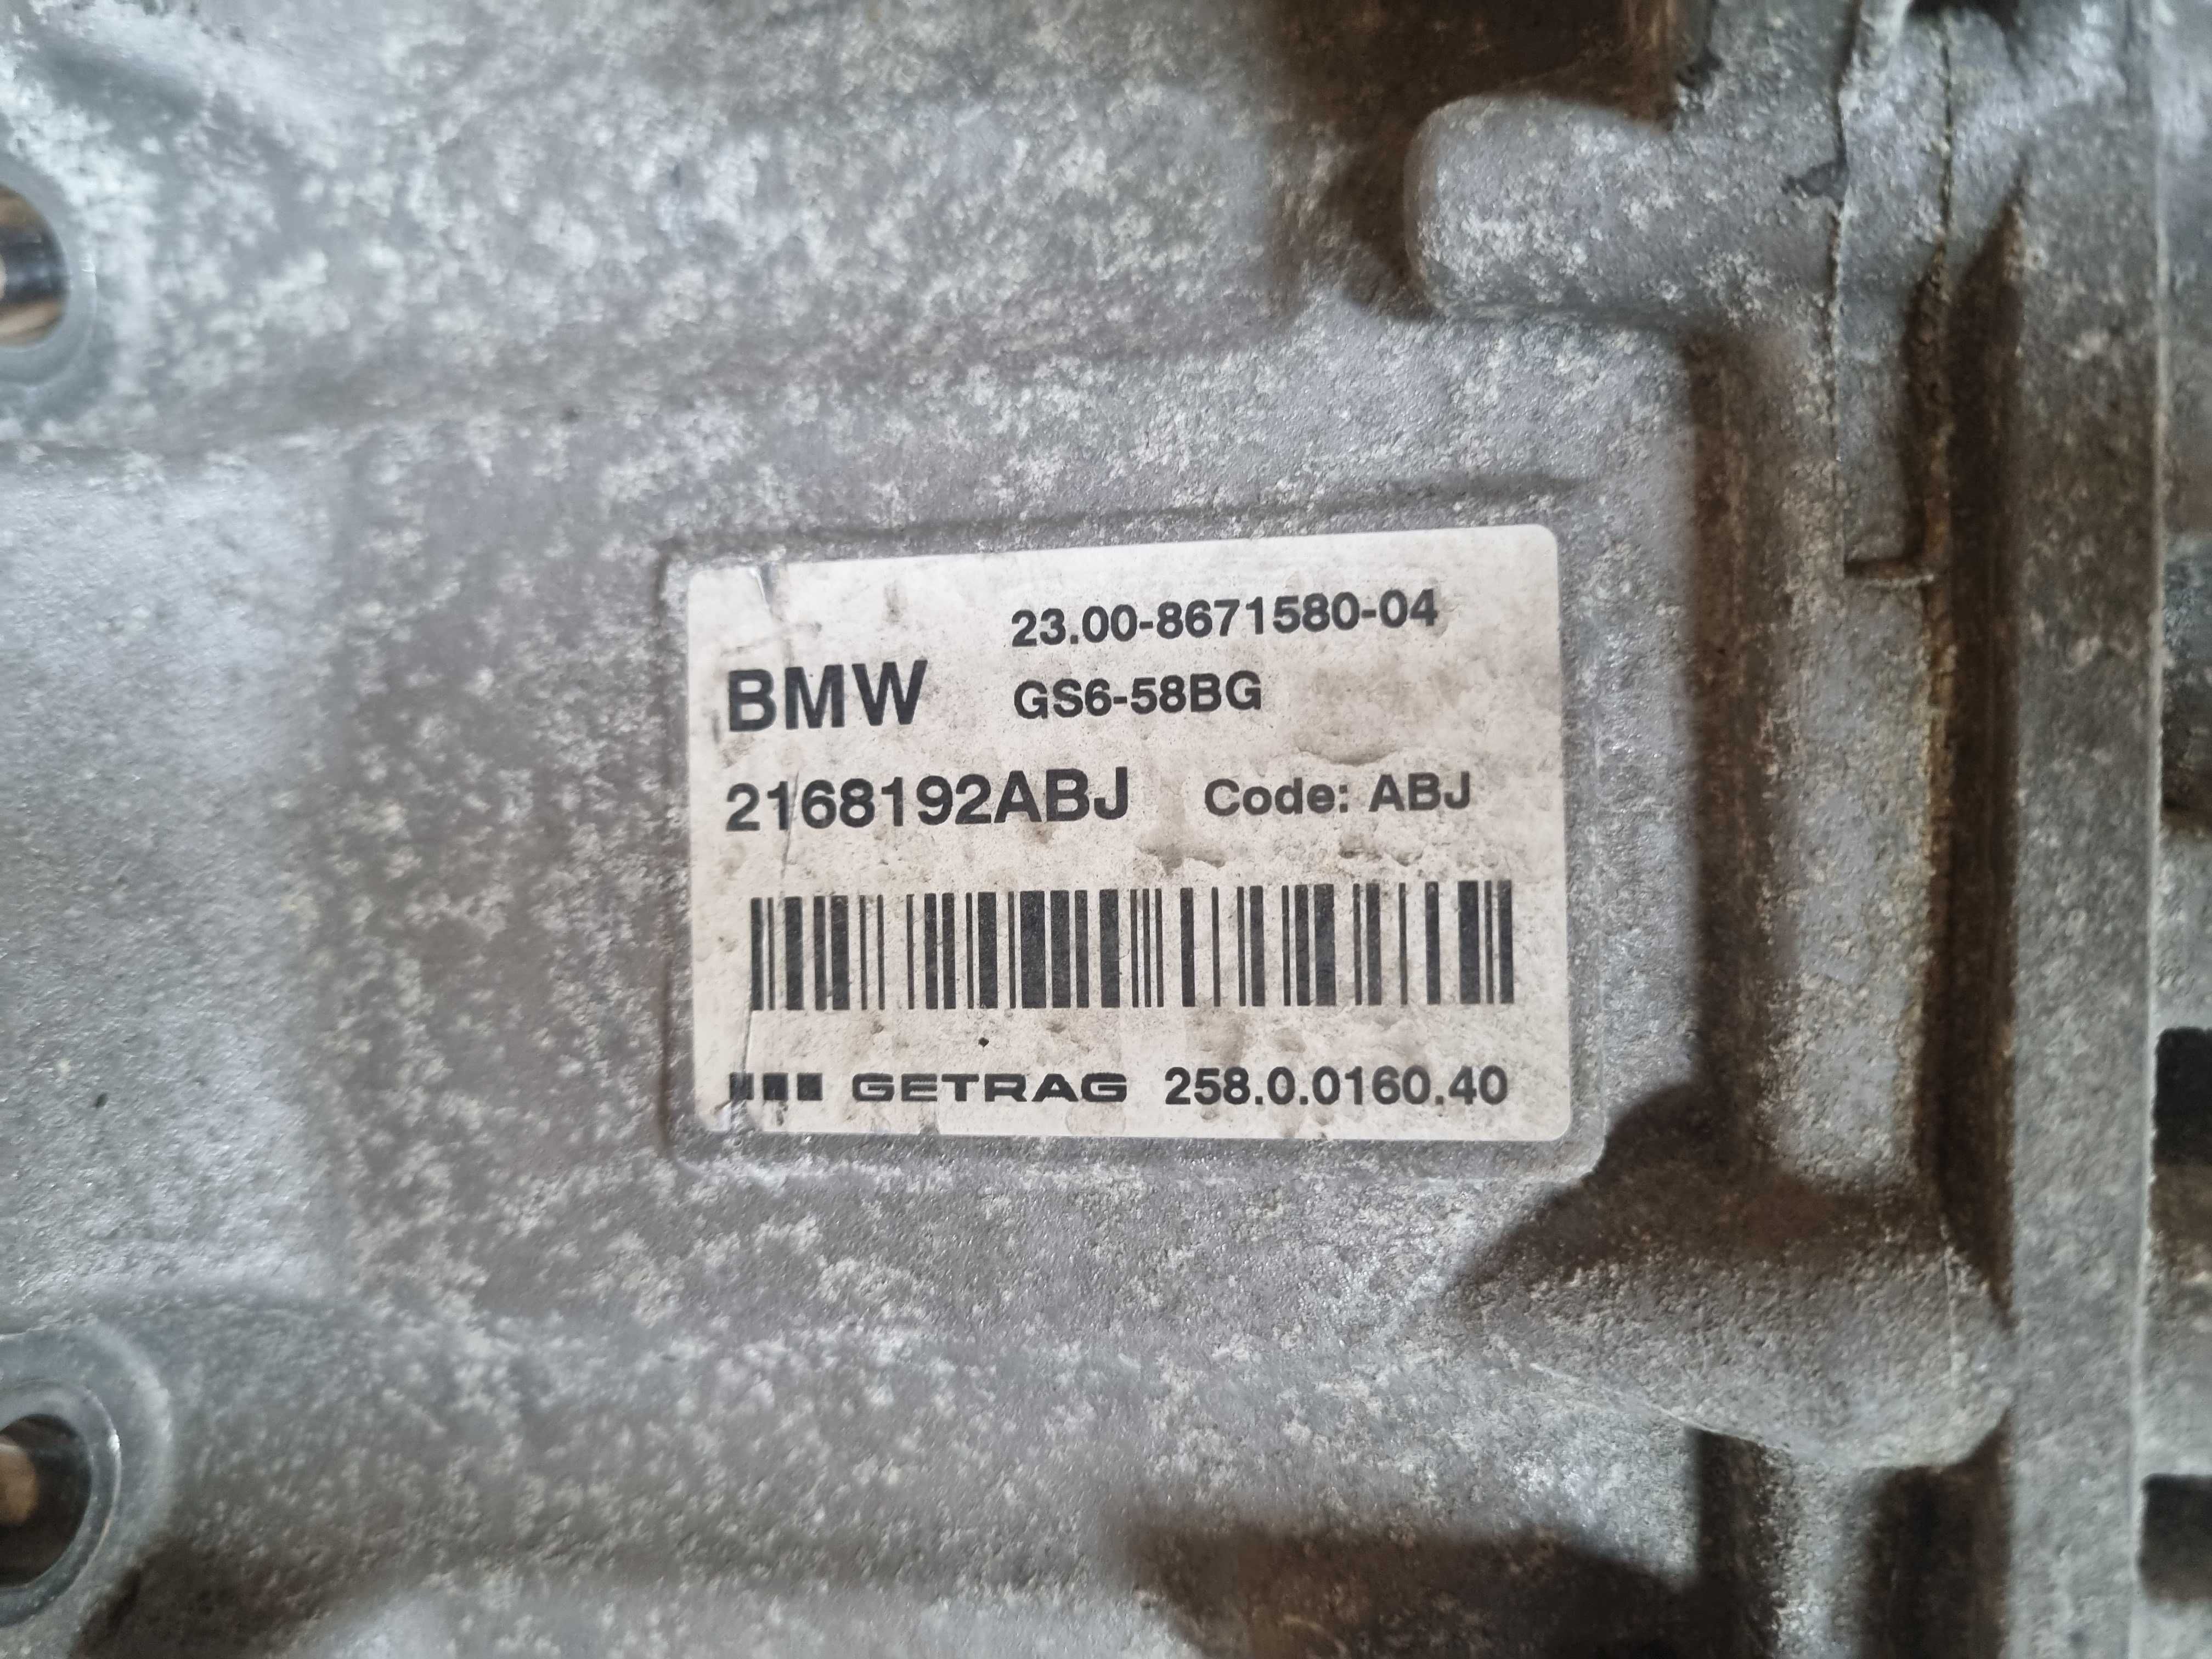 23.00-8671580-04
BMW GS6-58BG
2168192ABJ Code: ABJ
GETRAG 258.0.0160.40